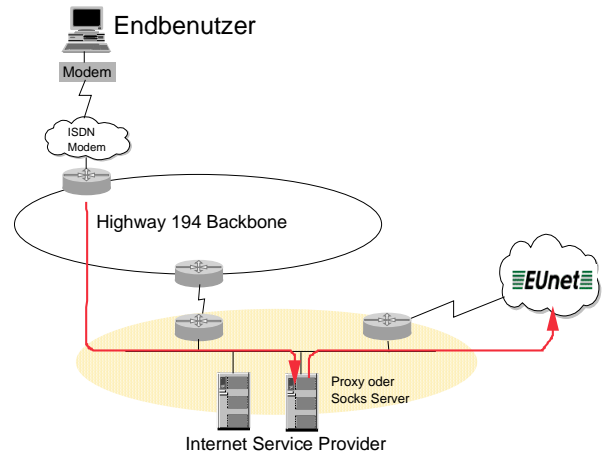 Endbenutzer
Modem
ISDN
Modem
Highway 194 Backbone
EUnet
Proxy oder
Socks Server
Internet Service Provider